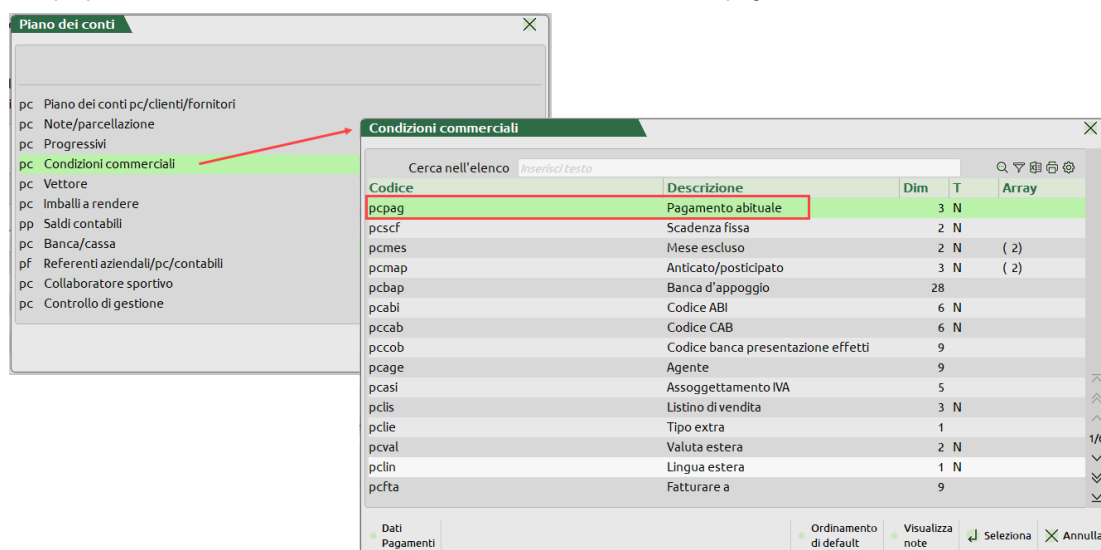 Piano dei conti
pc Piano dei conti pc/clienti/fornitori
pc Note/parcellazione
pc Progressivi
pc Condizioni commerciali
pc Vettore
pc Imballi a rendere
pp Saldi contabili
pc Banca/cassa
pf Referenti aziendali/pc/contabili
pc Collaboratore sportivo
pc Controllo di gestione
Condizioni commerciali
Cerca nell'elenco Inserisci testo
Codice Descrizione Dim T Array
pcpag Pagamento abituale 3 N
pcscf Scadenza fissa 2 N
pcmes Mese escluso 2 N ( 2)
pcmap Anticato/posticipato 3 N ( 2)
pcbap Banca d'appoggio 28
pcabi Codice ABI 6 N
pccab Codice CAB 6 N
pccob Codice banca presentazione effetti 9
pcage Agente 9
pcasi Assoggettamento IVA 5
pclis Listino di vendita 3 N
pclie Tipo extra 1
pcval Valuta estera 2 N
pclin Lingua estera 1 N
pcfta Fatturare a 9
Dati Pagamenti
Ordinamento di default
Visualizza note
Seleziona
Annulla